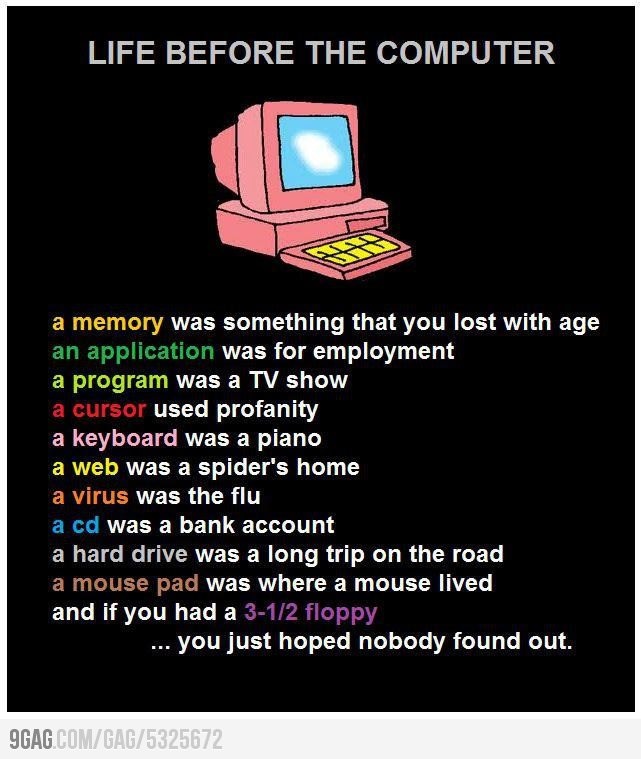 LIFE BEFORE THE COMPUTER
a memory was something that you lost with age
an application was for employment
a program was a TV show
a cursor used profanity
a keyboard was a piano
a web was a spider's home
a virus was the flu
a cd was a bank account
a hard drive was a long trip on the road
a mouse pad was where a mouse lived
and if you had a 3-1/2 floppy
... you just hoped nobody found out.
9GAG.COM/GAG/5325672